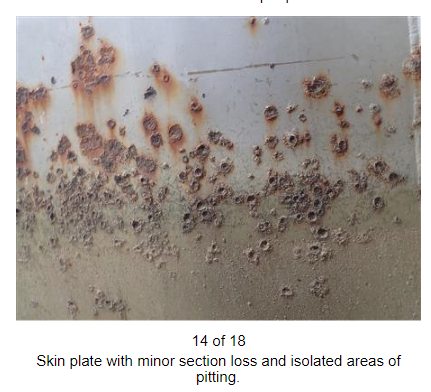 14 of 18
Skin plate with minor section loss and isolated areas of
pitting.